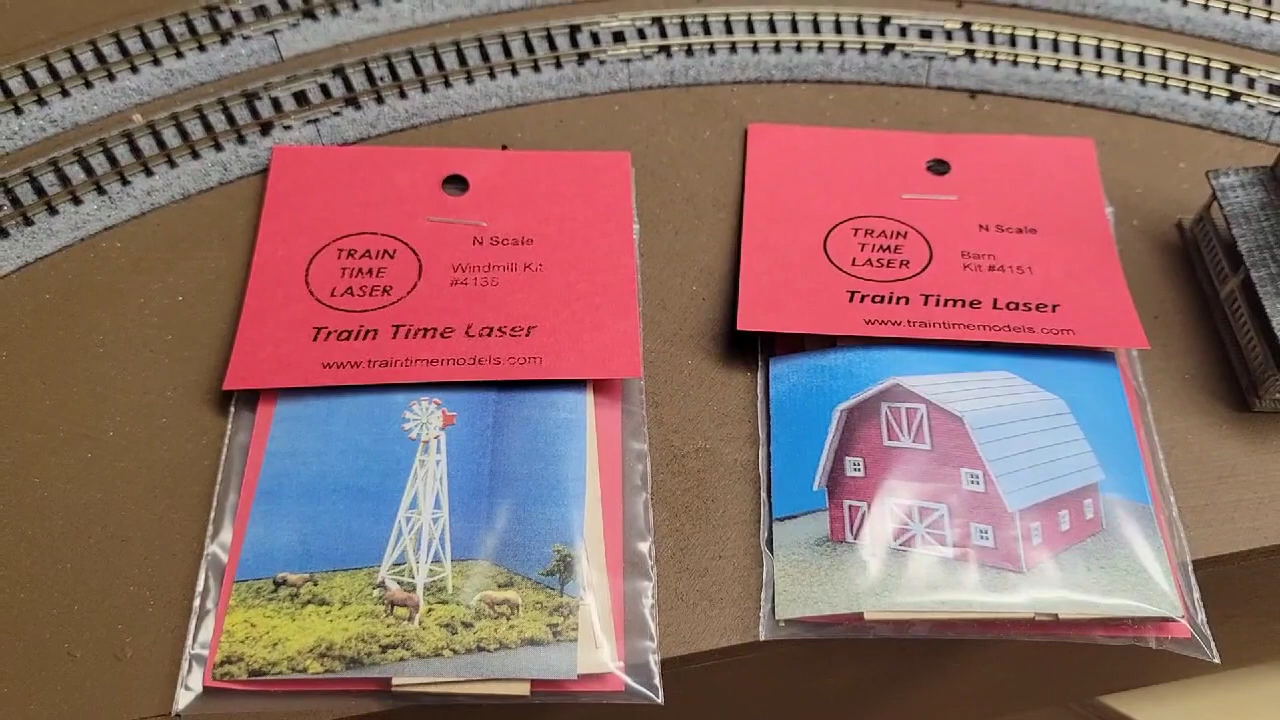 TRAIN
TIME
LASER
N Scale
Windmill Kit
Train Time Laser
www.traintimemodels.com
TRAIN
TIME
LASER
N Scale
Barn
Kit #4151
Train Time Laser
www.traintimemodels.com